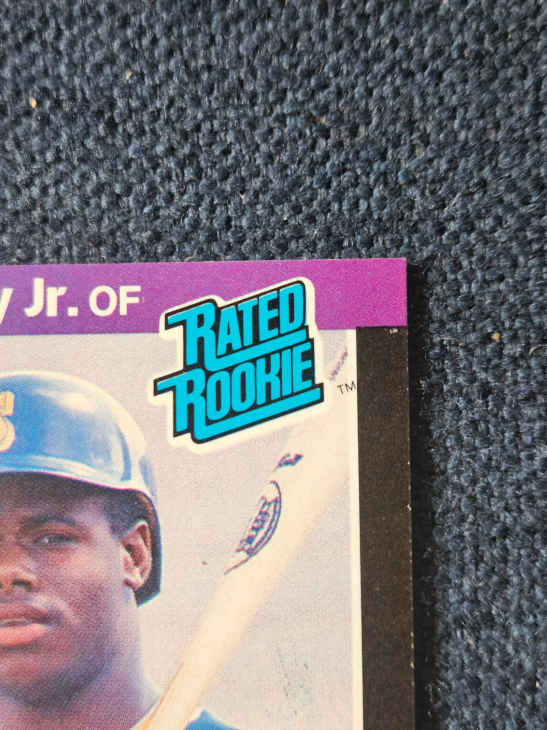 y Jr. OF
RATED
ROOKIE
TM
S